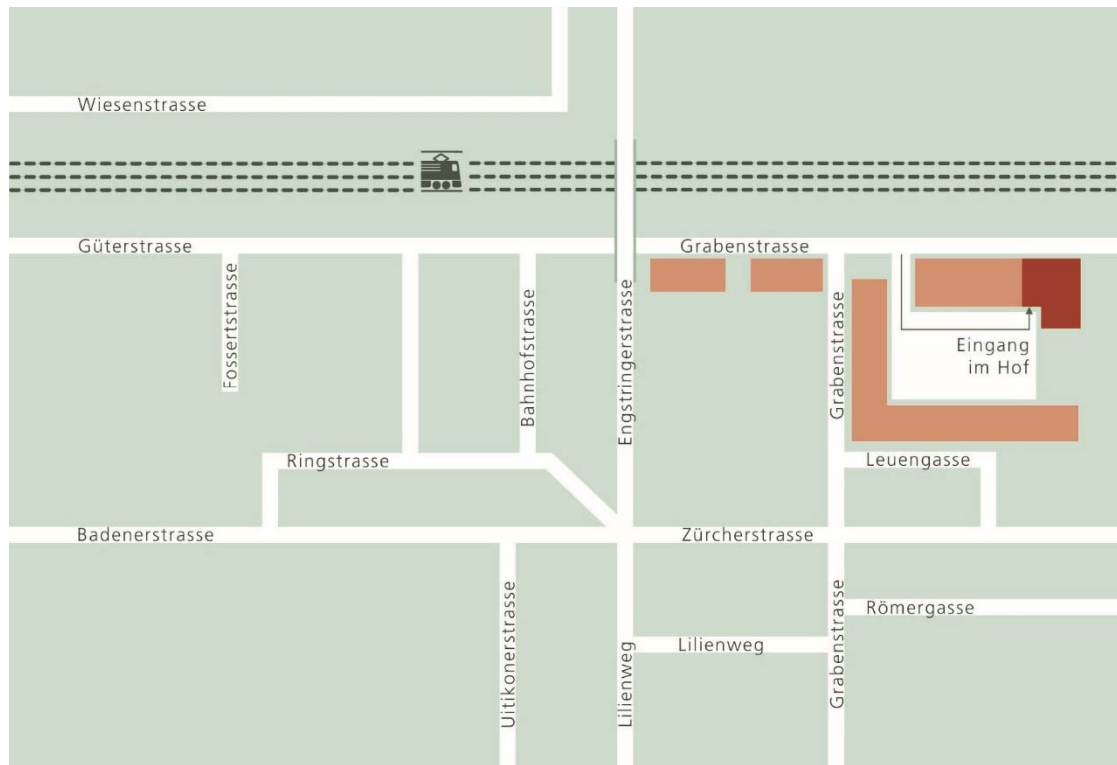 Wiesenstrasse
Güterstrasse
Grabenstrasse
Fossertstrasse
Bahnhofstrasse
Engstringerstrasse
Grabenstrasse
Eingang
im Hof
Ringstrasse
Leuengasse
Badenerstrasse
Zürcherstrasse
Uitikonerstrasse
Lilienweg
Lilienweg
Grabenstrasse
Römergasse